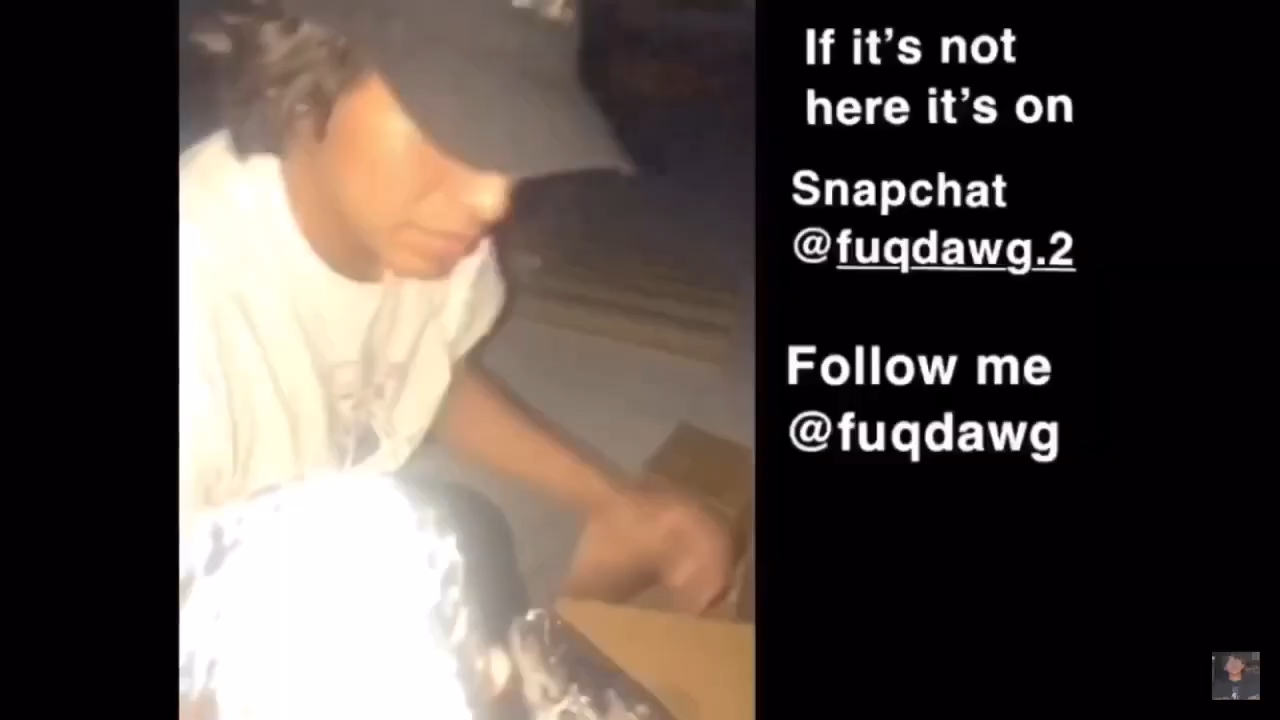 If it's not
here it's on
Snapchat
@fuqdawg.2
Follow me
@fuqdawg